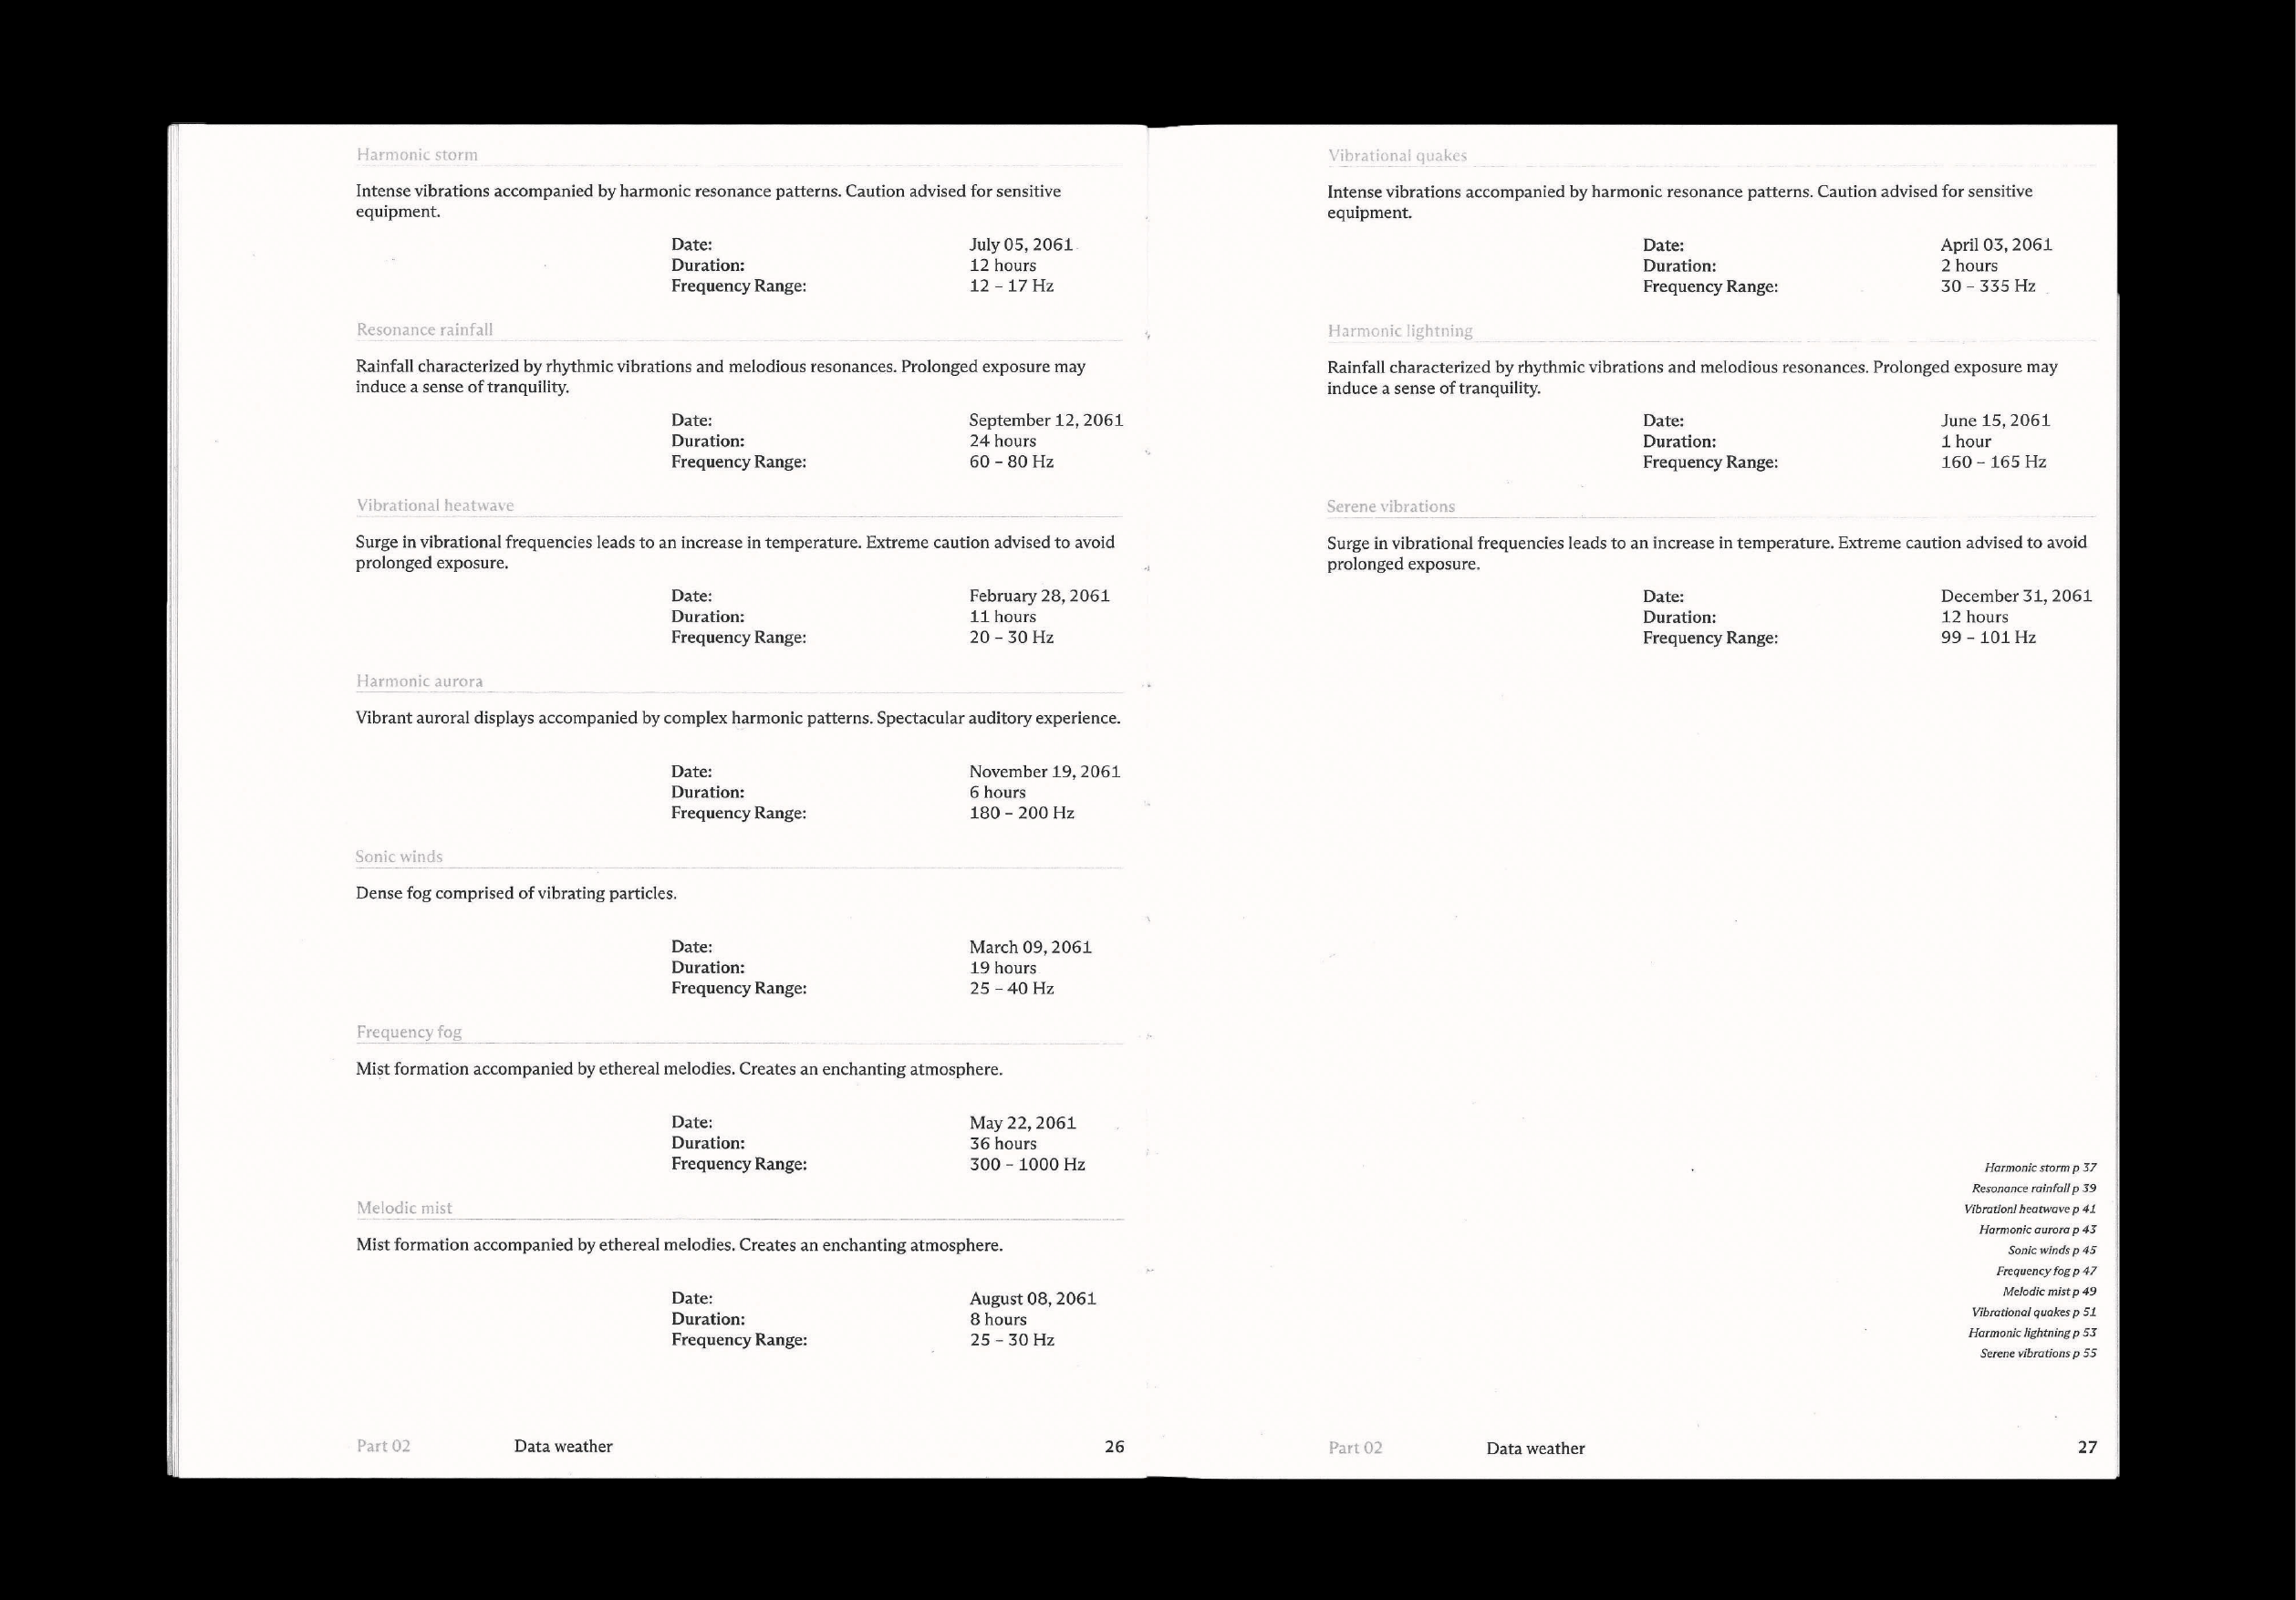 Harmonic storm
Intense vibrations accompanied by harmonic resonance patterns. Caution advised for sensitive
equipment.
Date: July 05, 2061
Duration: 12 hours
Frequency Range: 12 – 17 Hz
Resonance rainfall
Rainfall characterized by rhythmic vibrations and melodious resonances. Prolonged exposure may
induce a sense of tranquility.
Date: September 12, 2061
Duration: 24 hours
Frequency Range: 60 – 80 Hz
Vibrational heatwave
Surge in vibrational frequencies leads to an increase in temperature. Extreme caution advised to avoid
prolonged exposure.
Date: February 28, 2061
Duration: 11 hours
Frequency Range: 20 – 30 Hz
Harmonic aurora
Vibrant auroral displays accompanied by complex harmonic patterns. Spectacular auditory experience.
Date: November 19, 2061
Duration: 6 hours
Frequency Range: 180 – 200 Hz
Sonic winds
Dense fog comprised of vibrating particles.
Date: March 09, 2061
Duration: 19 hours
Frequency Range: 25 – 40 Hz
Frequency fog
Mist formation accompanied by ethereal melodies. Creates an enchanting atmosphere.
Date: May 22, 2061
Duration: 36 hours
Frequency Range: 300 – 1000 Hz
Melodic mist
Mist formation accompanied by ethereal melodies. Creates an enchanting atmosphere.
Date: August 08, 2061
Duration: 8 hours
Frequency Range: 25 – 30 Hz
Part 02 Data weather 26
Vibrational quakes
Intense vibrations accompanied by harmonic resonance patterns. Caution advised for sensitive
equipment.
Date: April 03, 2061
Duration: 2 hours
Frequency Range: 30 – 335 Hz
Harmonic lightning
Rainfall characterized by rhythmic vibrations and melodious resonances. Prolonged exposure may
induce a sense of tranquility.
Date: June 15, 2061
Duration: 1 hour
Frequency Range: 160 – 165 Hz
Serene vibrations
Surge in vibrational frequencies leads to an increase in temperature. Extreme caution advised to avoid
prolonged exposure.
Date: December 31, 2061
Duration: 12 hours
Frequency Range: 99 – 101 Hz
Harmonic storm p 37
Resonance rainfall p 39
Vibrationl heatwave p 41
Harmonic aurora p 43
Sonic winds p 45
Frequency fog p 47
Melodic mist p 49
Vibrational quakes p 51
Harmonic lightning p 53
Serene vibrations p 55
Part 02 Data weather 27